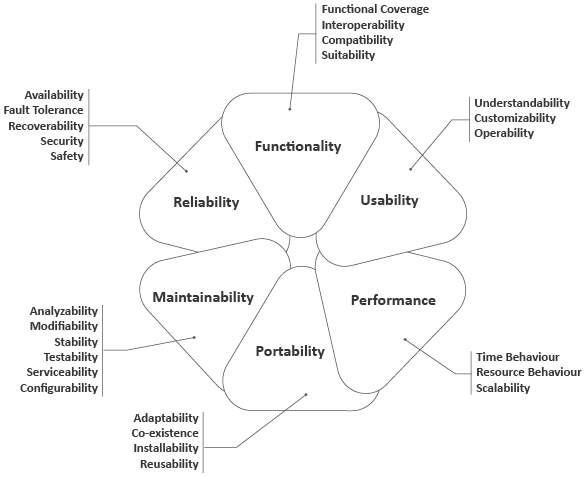 Functional Coverage
Interoperability
Compatibility
Suitability
Availability
Fault Tolerance
Recoverability
Security
Safety
Understandability
Customizability
Operability
Functionality
Reliability
Usability
Maintainability
Performance
Portability
Analyzability
Modifiability
Stability
Testability
Serviceability
Configurability
Time Behaviour
Resource Behaviour
Scalability
Adaptability
Co-existence
Installability
Reusability